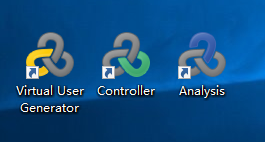 Virtual User
Generator
Controller
Analysis